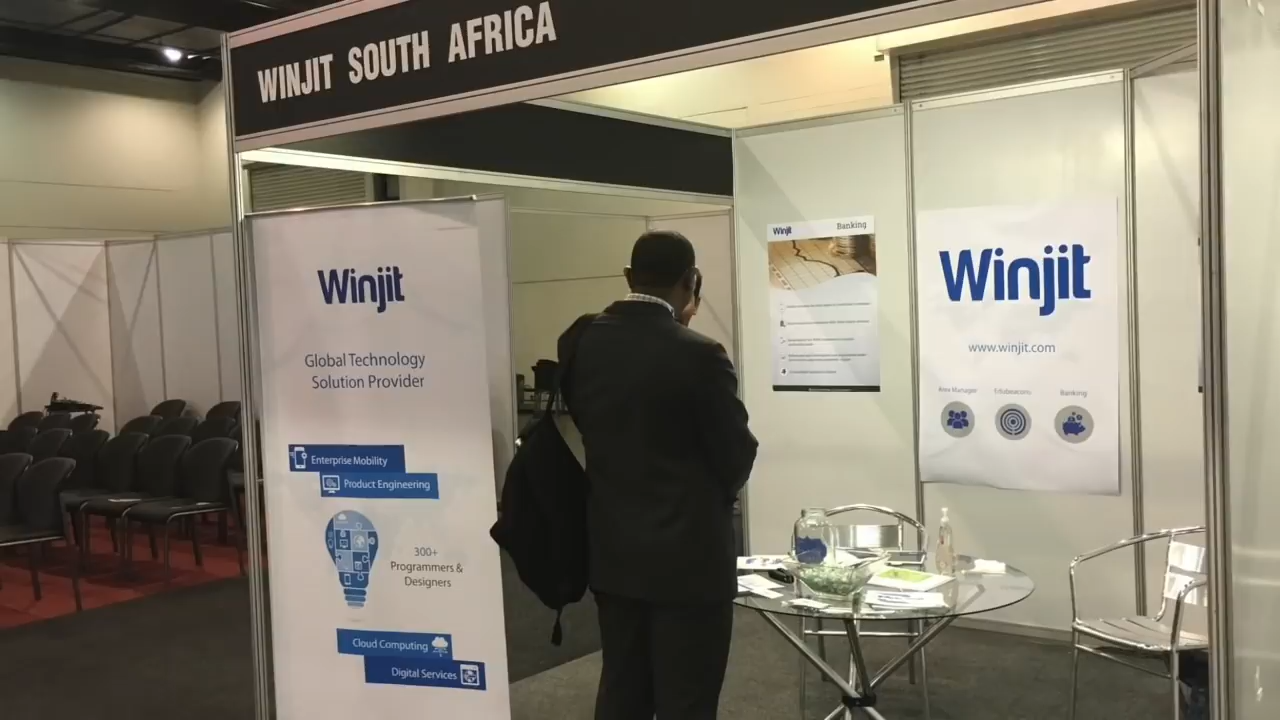 WINJIT SOUTH AFRICA
Winjit
Global Technology
Solution Provider
Enterprise Mobility
Product Engineering
300+
Programmers &
Designers
Cloud Computing
Digital Services
Winjit
Banking
Winjit
www.winjit.com
Area Manager
Edubeacons
Banking